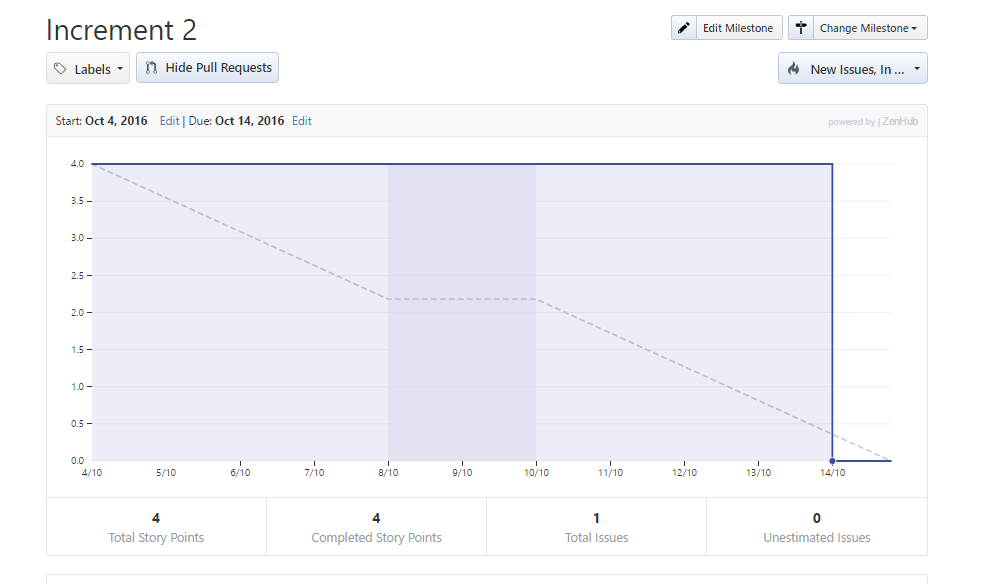 Increment 2
Edit Milestone
Change Milestone
Labels
Hide Pull Requests
New Issues, In ...
Start: Oct 4, 2016 Edit | Due: Oct 14, 2016 Edit
powered by | ZenHub
4.0
3.5
3.0
2.5
2.0
1.5
1.0
0.5
0.0
4/10 5/10 6/10 7/10 8/10 9/10 10/10 11/10 12/10 13/10 14/10
4 4 1 0
Total Story Points Completed Story Points Total Issues Unestimated Issues